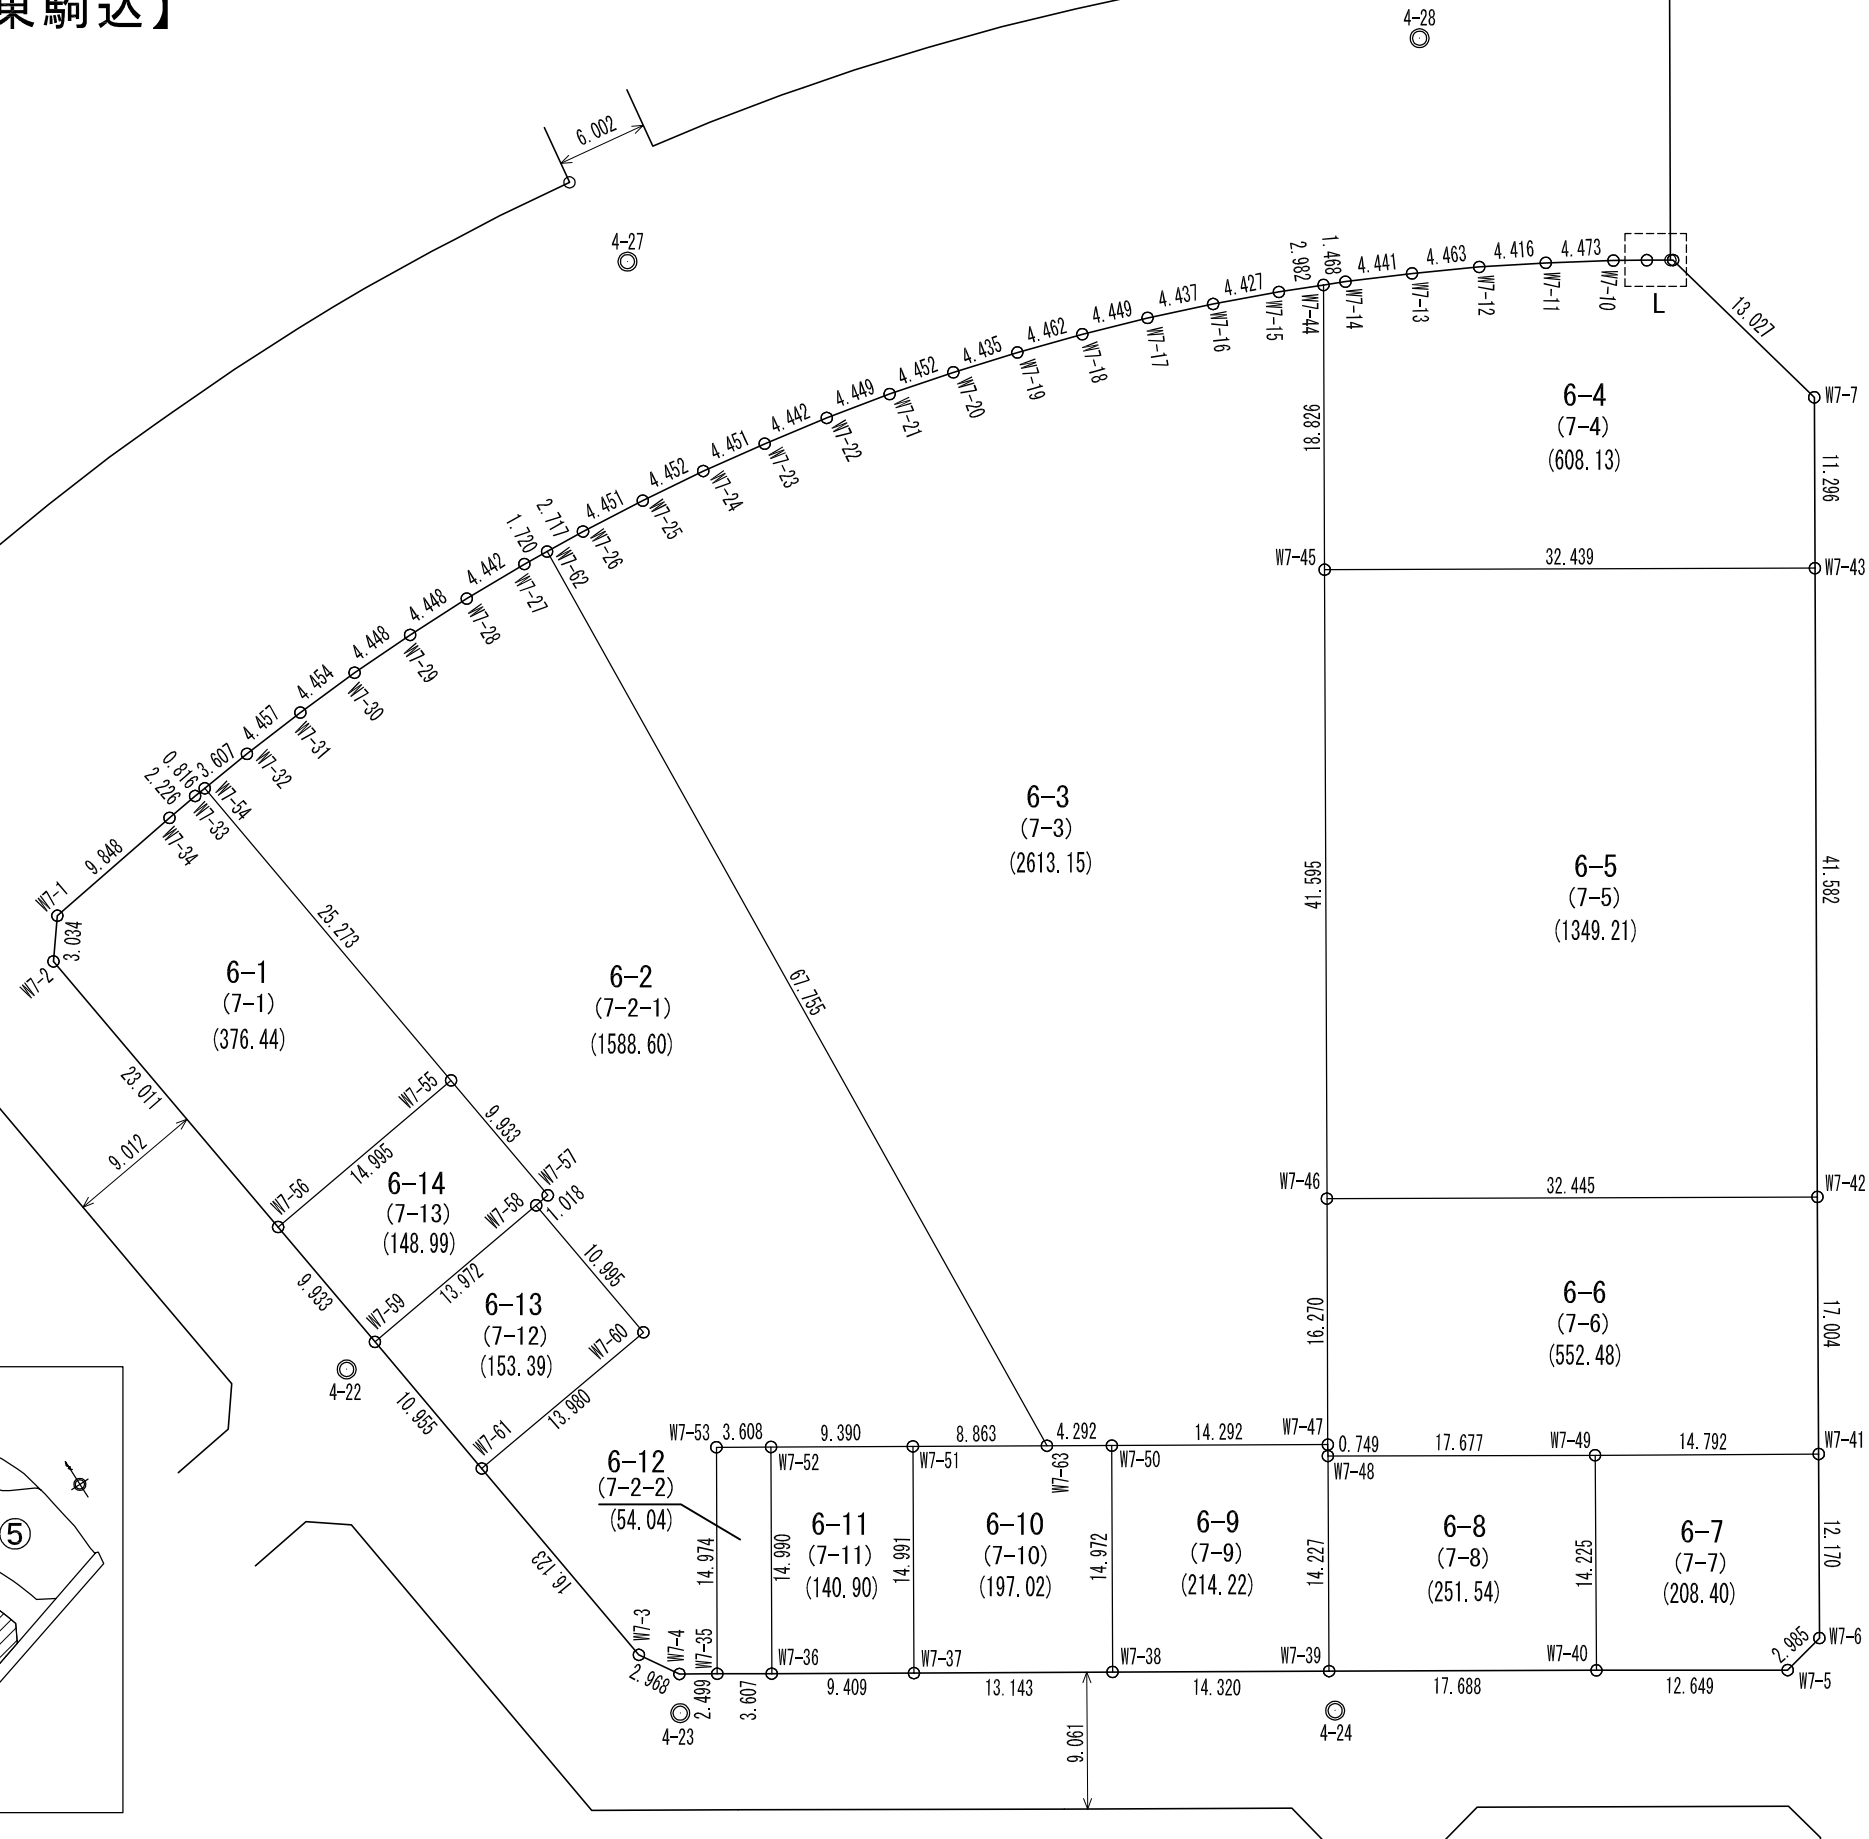 東駒込】
4-28
6.002
4-27
2.982
1.468
4.441
4.463
4.416
4.473
W7-44
W7-14
W7-13
W7-12
W7-11
W7-10
L
13.027
4.462
4.449
4.437
4.427
W7-18
W7-17
W7-16
W7-15
4.449
4.452
4.435
W7-21
W7-20
W7-19
4.452
4.451
4.442
W7-24
W7-23
W7-22
2.717
4.451
W7-62
W7-26
W7-25
1.720
4.442
W7-28
W7-27
4.448
4.448
W7-30
W7-29
4.457
4.454
W7-32
W7-31
0.816
3.607
2.226
W7-54
W7-33
W7-34
9.848
W7-1
3.034
W7-2
W7-7
6-4
(7-4)
(608.13)
18.826
11.296
W7-45
32.439
W7-43
6-3
(7-3)
(2613.15)
6-5
(7-5)
(1349.21)
41.595
41.582
25.273
67.755
6-1
(7-1)
(376.44)
6-2
(7-2-1)
(1588.60)
23.011
9.012
W7-55
9.933
14.995
W7-57
W7-56
6-14
(7-13)
(148.99)
W7-58
1.018
W7-46
32.445
W7-42
9.933
13.972
10.995
W7-59
6-13
(7-12)
(153.39)
W7-60
6-6
(7-6)
(552.48)
16.270
17.004
4-22
10.955
13.980
W7-61
W7-53
3.608
9.390
8.863
4.292
14.292
W7-47
0.749
17.677
W7-49
14.792
W7-41
W7-52
W7-51
W7-63
W7-50
W7-48
6-12
(7-2-2)
(54.04)
16.123
14.974
14.990
6-11
(7-11)
(140.90)
14.991
6-10
(7-10)
(197.02)
14.972
6-9
(7-9)
(214.22)
14.227
6-8
(7-8)
(251.54)
14.225
6-7
(7-7)
(208.40)
12.170
⑤
W7-3
W7-4
W7-35
W7-36
W7-37
W7-38
W7-39
W7-40
2.985
W7-6
W7-5
2.968
2.499
3.607
9.409
13.143
14.320
17.688
12.649
4-23
9.061
4-24